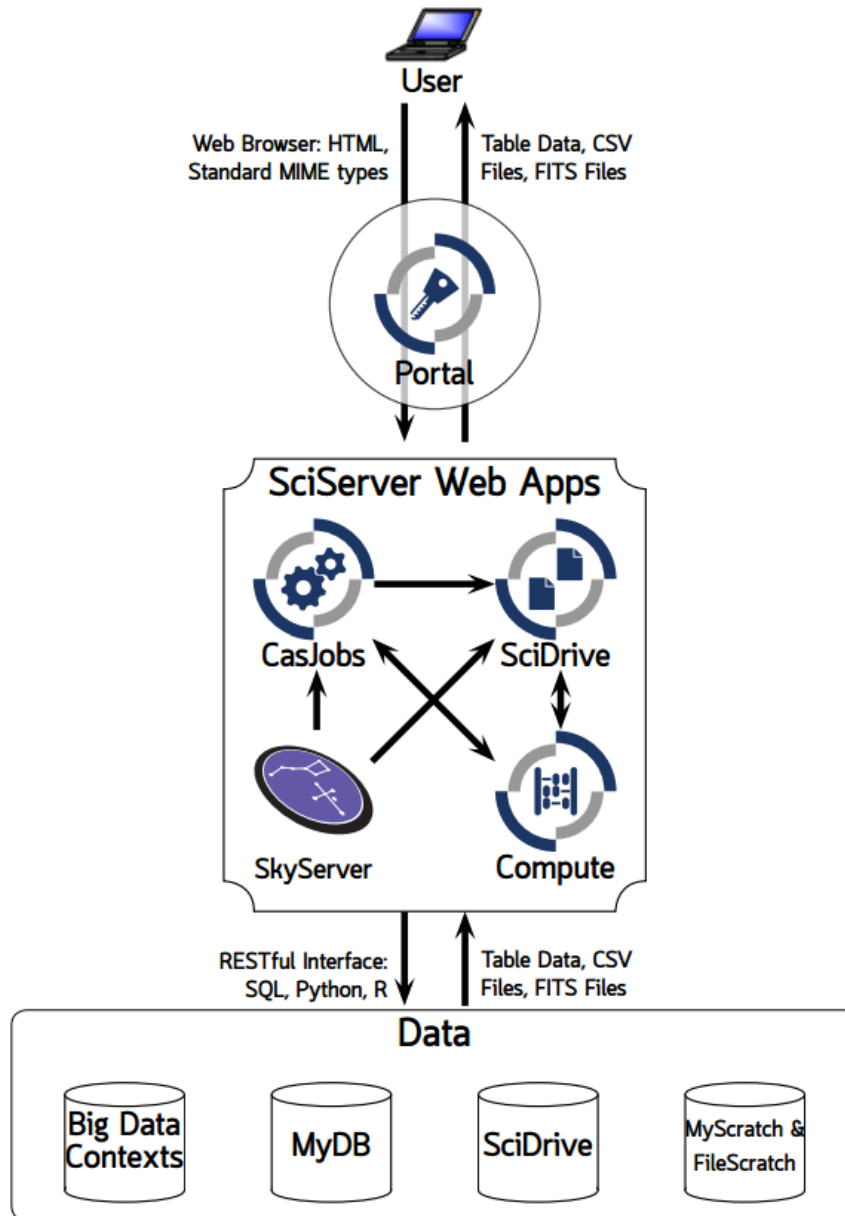 User
Web Browser: HTML,
Standard MIME types
Table Data, CSV
Files, FITS Files
Portal
SciServer Web Apps
CasJobs
SciDrive
SkyServer
Compute
RESTful Interface:
SQL, Python, R
Table Data, CSV
Files, FITS Files
Data
Big Data
Contexts
MyDB
SciDrive
MyScratch &
FileScratch